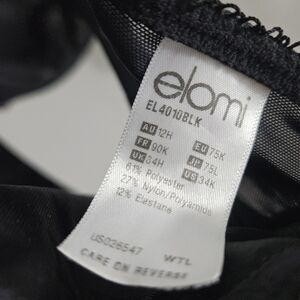 elomi
EL4010BLK
AU 12H EU 75K
FR 90K JP 75L
UK 34H US 34K
61% Polyester
27% Nylon/Polyamide
12% Elastane
US026547 WTL
CARE ON REVERSE